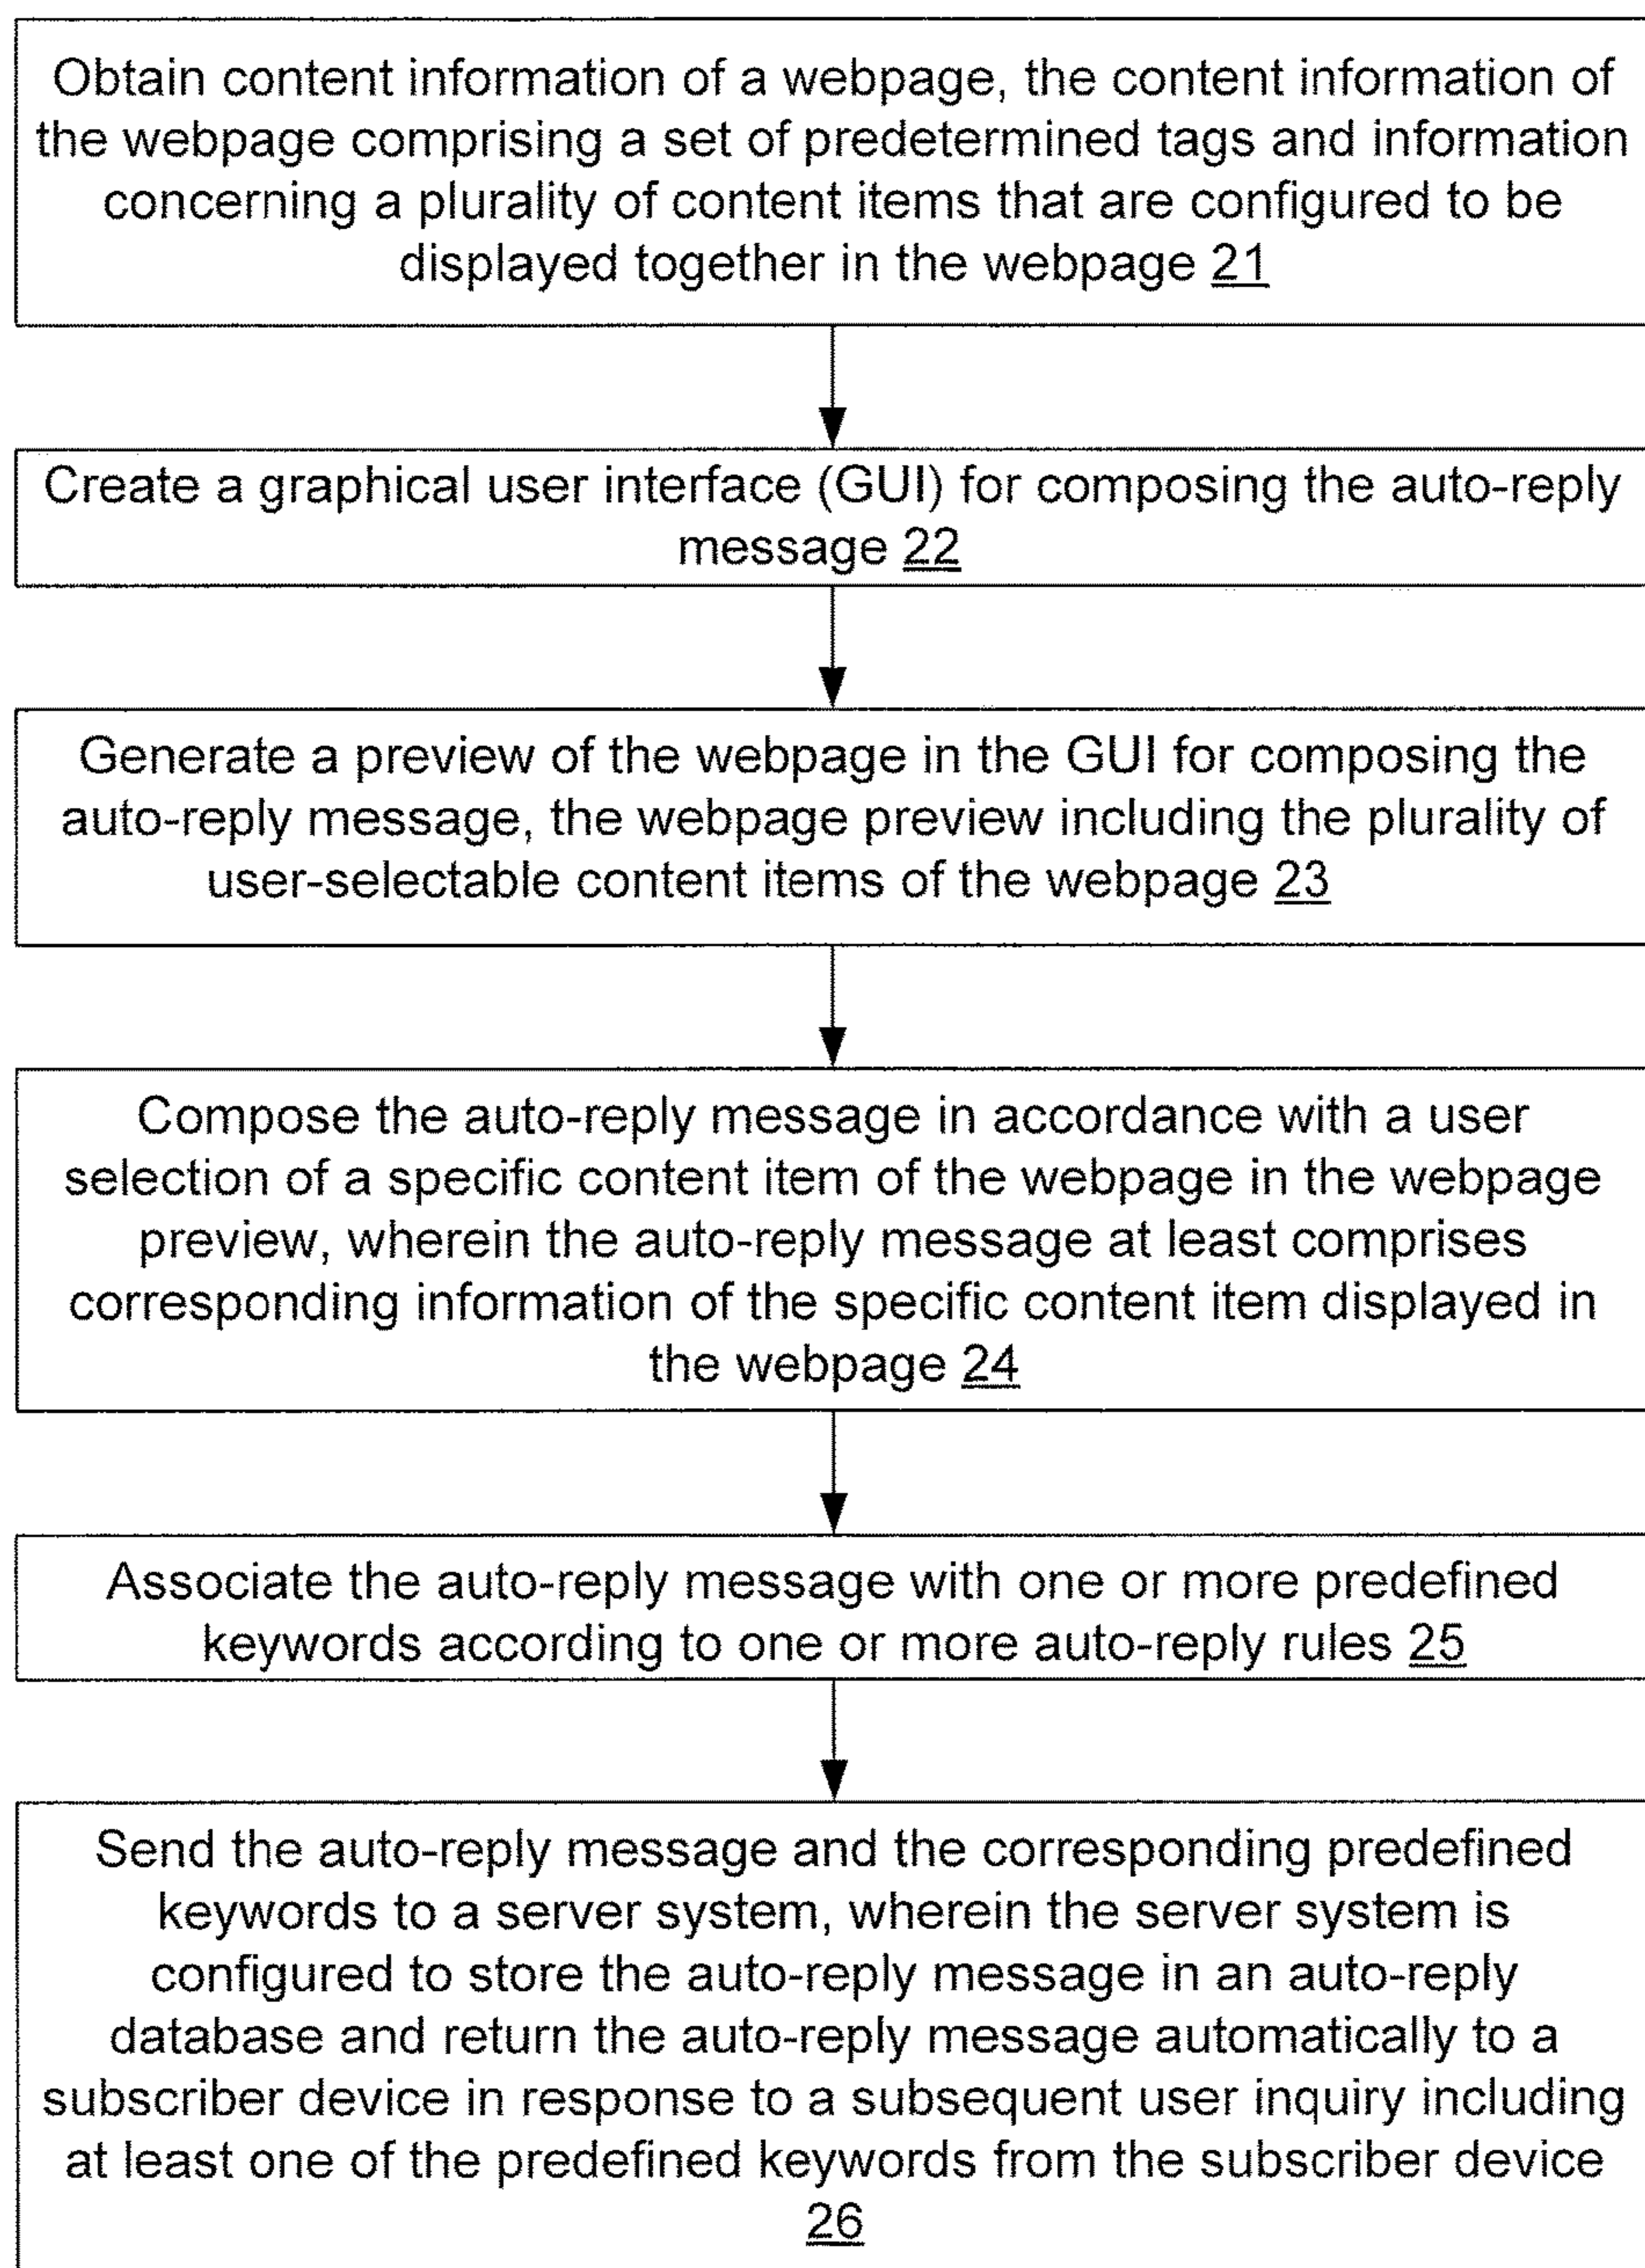 Obtain content information of a webpage, the content information of
the webpage comprising a set of predetermined tags and information
concerning a plurality of content items that are configured to be
displayed together in the webpage 21
Create a graphical user interface (GUI) for composing the auto-reply
message 22
Generate a preview of the webpage in the GUI for composing the
auto-reply message, the webpage preview including the plurality of
user-selectable content items of the webpage 23
Compose the auto-reply message in accordance with a user
selection of a specific content item of the webpage in the webpage
preview, wherein the auto-reply message at least comprises
corresponding information of the specific content item displayed in
the webpage 24
Associate the auto-reply message with one or more predefined
keywords according to one or more auto-reply rules 25
Send the auto-reply message and the corresponding predefined
keywords to a server system, wherein the server system is
configured to store the auto-reply message in an auto-reply
database and return the auto-reply message automatically to a
subscriber device in response to a subsequent user inquiry including
at least one of the predefined keywords from the subscriber device
26